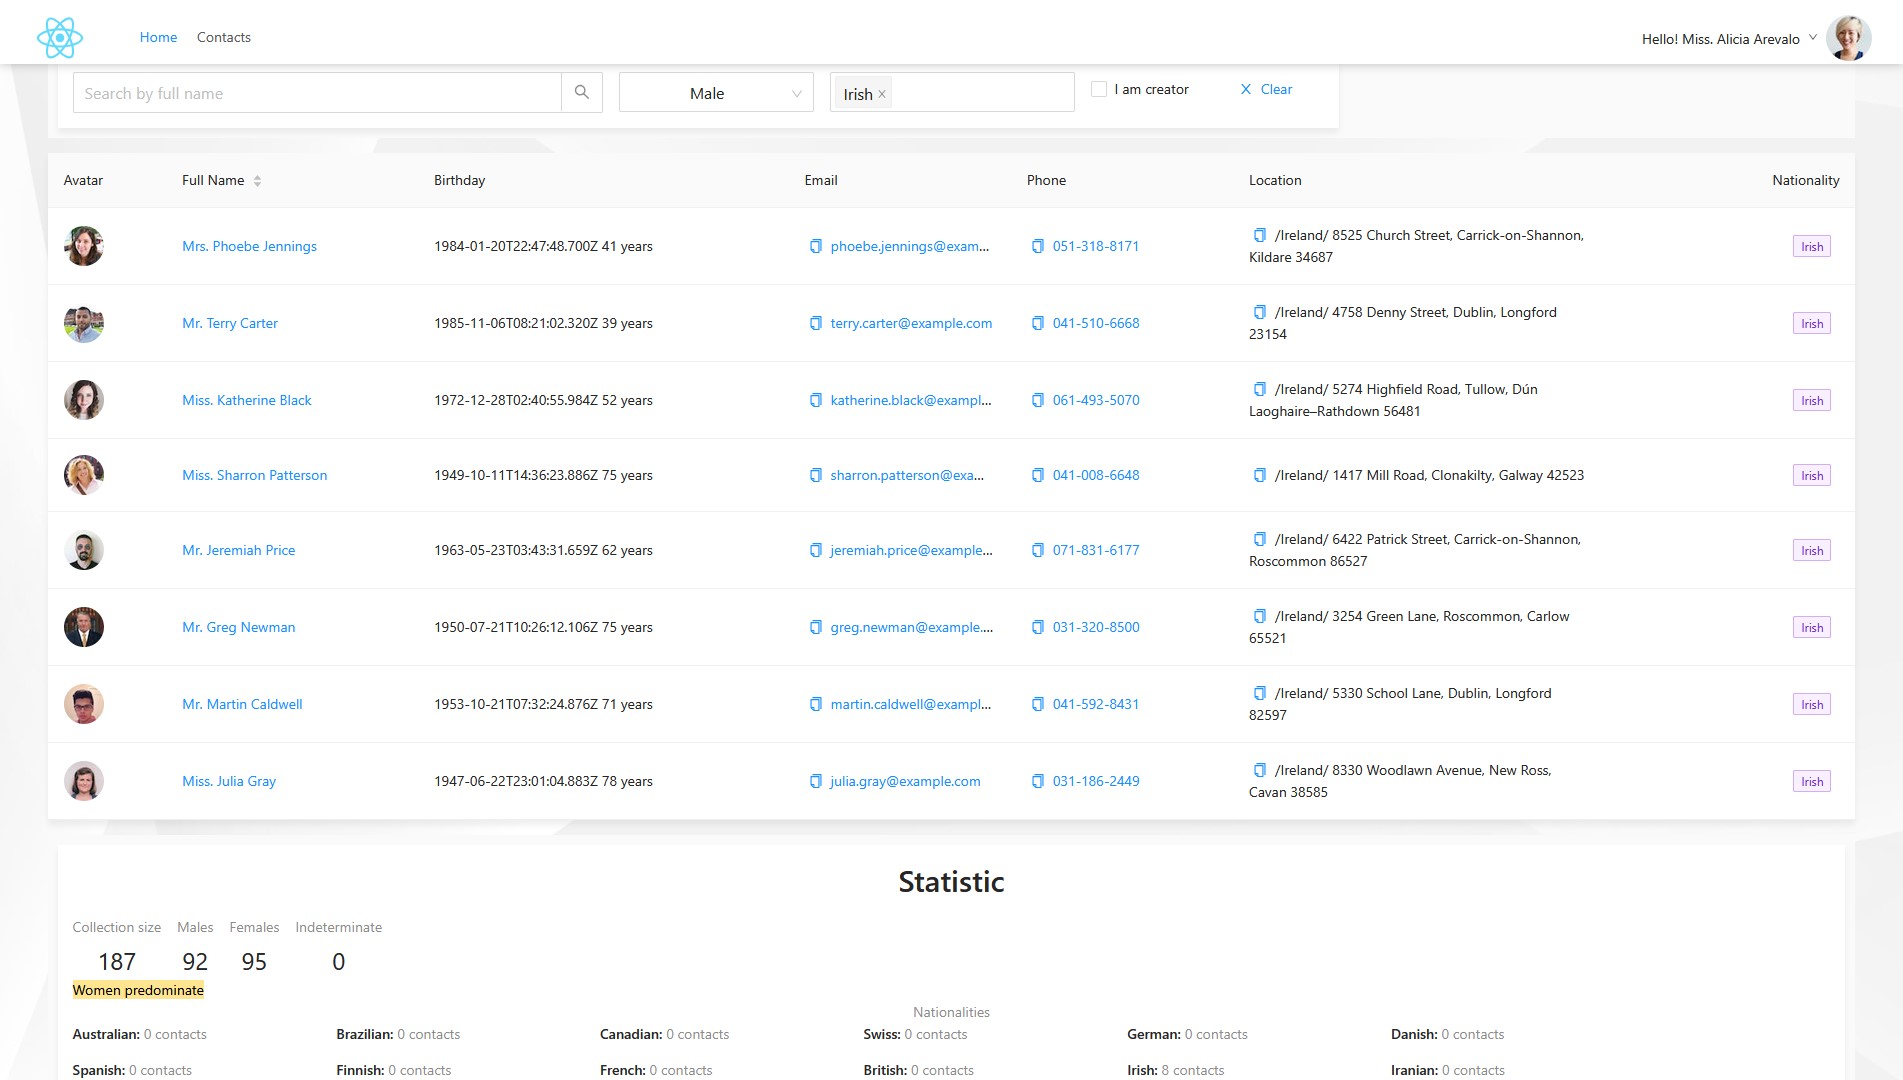 Home Contacts Hello! Miss. Alicia Arevalo
Search by full name Male Irish I am creator Clear
Avatar Full Name Birthday Email Phone Location Nationality
Mrs. Phoebe Jennings 1984-01-20T22:47:48.700Z 41 years phoebe.jennings@exam... 051-318-8171 /Ireland/ 8525 Church Street, Carrick-on-Shannon, Irish
Kildare 34687
Mr. Terry Carter 1985-11-06T08:21:02.320Z 39 years terry.carter@example.com 041-510-6668 /Ireland/ 4758 Denny Street, Dublin, Longford Irish
23154
Miss. Katherine Black 1972-12-28T02:40:55.984Z 52 years katherine.black@exampl... 061-493-5070 /Ireland/ 5274 Highfield Road, Tullow, Dún Irish
Laoghaire–Rathdown 56481
Miss. Sharron Patterson 1949-10-11T14:36:23.886Z 75 years sharron.patterson@exa... 041-008-6648 /Ireland/ 1417 Mill Road, Clonakilty, Galway 42523 Irish
Mr. Jeremiah Price 1963-05-23T03:43:31.659Z 62 years jeremiah.price@example... 071-831-6177 /Ireland/ 6422 Patrick Street, Carrick-on-Shannon, Irish
Roscommon 86527
Mr. Greg Newman 1950-07-21T10:26:12.106Z 75 years greg.newman@example.... 031-320-8500 /Ireland/ 3254 Green Lane, Roscommon, Carlow Irish
65521
Mr. Martin Caldwell 1953-10-21T07:32:24.876Z 71 years martin.caldwell@exampl... 041-592-8431 /Ireland/ 5330 School Lane, Dublin, Longford Irish
82597
Miss. Julia Gray 1947-06-22T23:01:04.883Z 78 years julia.gray@example.com 031-186-2449 /Ireland/ 8330 Woodlawn Avenue, New Ross, Irish
Cavan 38585
Statistic
Collection size Males Females Indeterminate
187 92 95 0
Women predominate
Nationalities
Australian: 0 contacts Brazilian: 0 contacts Canadian: 0 contacts Swiss: 0 contacts German: 0 contacts Danish: 0 contacts
Spanish: 0 contacts Finnish: 0 contacts French: 0 contacts British: 0 contacts Irish: 8 contacts Iranian: 0 contacts